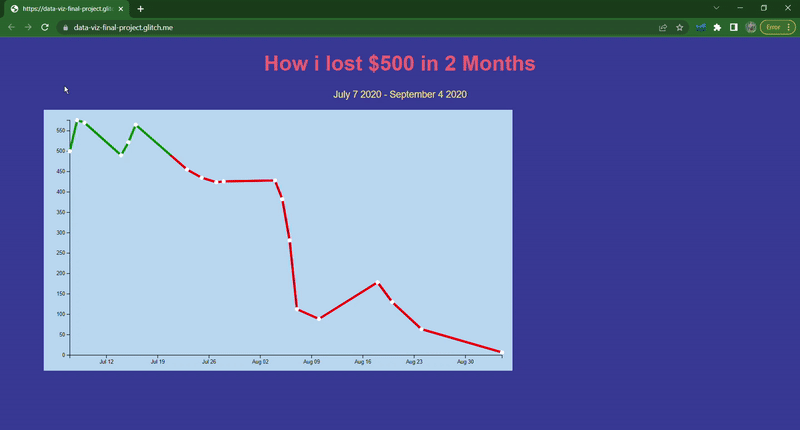 https://data-viz-final-project.glitc
data-viz-final-project.glitch.me
Error
How i lost $500 in 2 Months
July 7 2020 - September 4 2020
550
500
450
400
350
300
250
200
150
100
50
0
Jul 12 Jul 19 Jul 26 Aug 02 Aug 09 Aug 16 Aug 23 Aug 30